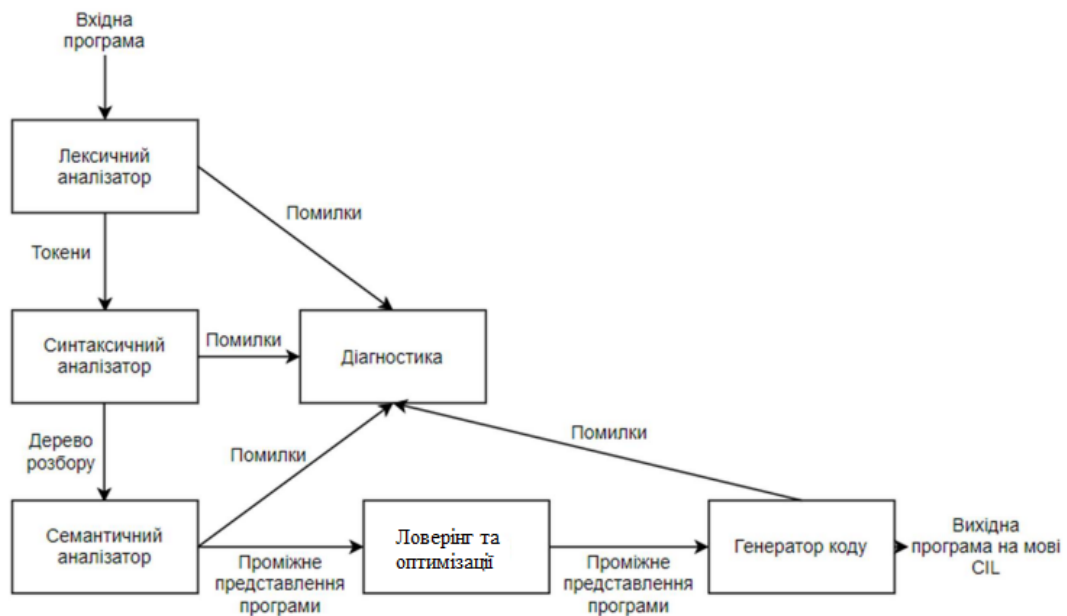 Вхідна
програма
Лексичний
аналізатор
Помилки
Токени
Синтаксичний
аналізатор
Помилки
Діагностика
Дерево
розбору
Помилки
Помилки
Семантичний
аналізатор
Проміжне
представлення
програми
Ловерінг та
оптимізації
Проміжне
представлення
програми
Генератор коду
Вихідна
програма на мові
CIL